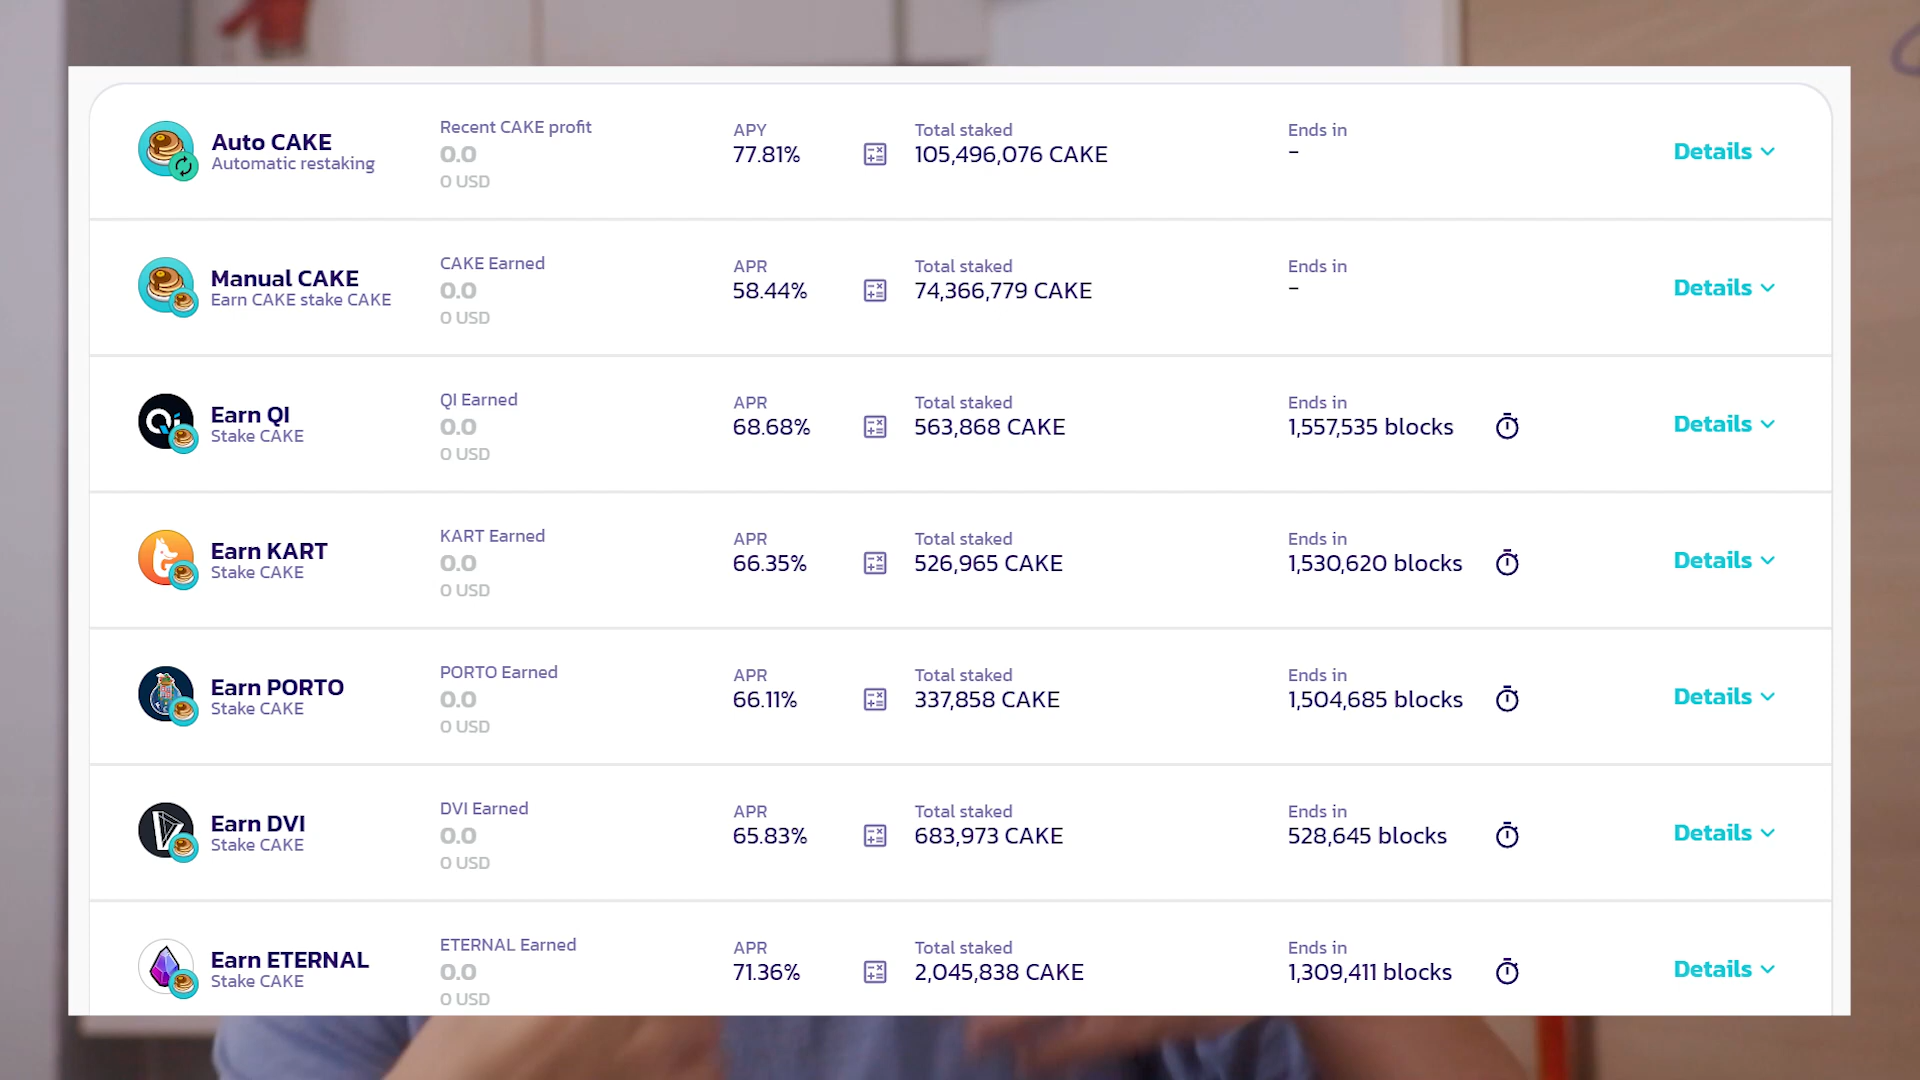 Auto CAKE
Automatic restaking
Recent CAKE profit
0.0
0 USD
APY
77.81%
Total staked
105,496,076 CAKE
Ends in
-
Details
Manual CAKE
Earn CAKE stake CAKE
CAKE Earned
0.0
0 USD
APR
58.44%
Total staked
74,366,779 CAKE
Ends in
-
Details
Earn QI
Stake CAKE
QI Earned
0.0
0 USD
APR
68.68%
Total staked
563,868 CAKE
Ends in
1,557,535 blocks
Details
Earn KART
Stake CAKE
KART Earned
0.0
0 USD
APR
66.35%
Total staked
526,965 CAKE
Ends in
1,530,620 blocks
Details
Earn PORTO
Stake CAKE
PORTO Earned
0.0
0 USD
APR
66.11%
Total staked
337,858 CAKE
Ends in
1,504,685 blocks
Details
Earn DVI
Stake CAKE
DVI Earned
0.0
0 USD
APR
65.83%
Total staked
683,973 CAKE
Ends in
528,645 blocks
Details
Earn ETERNAL
Stake CAKE
ETERNAL Earned
0.0
0 USD
APR
71.36%
Total staked
2,045,838 CAKE
Ends in
1,309,411 blocks
Details